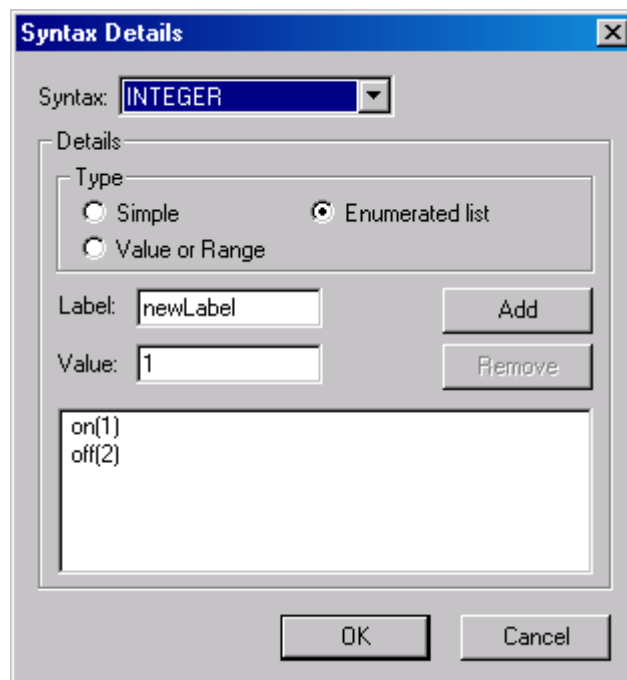 Syntax Details
Syntax: INTEGER
Details
Type
Simple
Enumerated list
Value or Range
Label: newLabel
Add
Value: 1
Remove
on(1)
off(2)
OK
Cancel